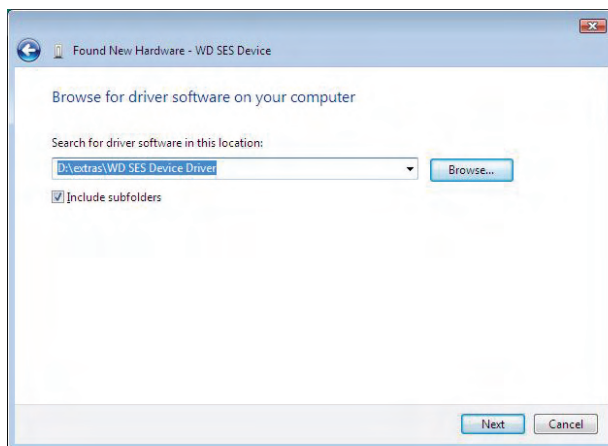 Found New Hardware - WD SES Device
Browse for driver software on your computer
Search for driver software in this location:
D:\extras\WD SES Device Driver
Browse...
Include subfolders
Next
Cancel